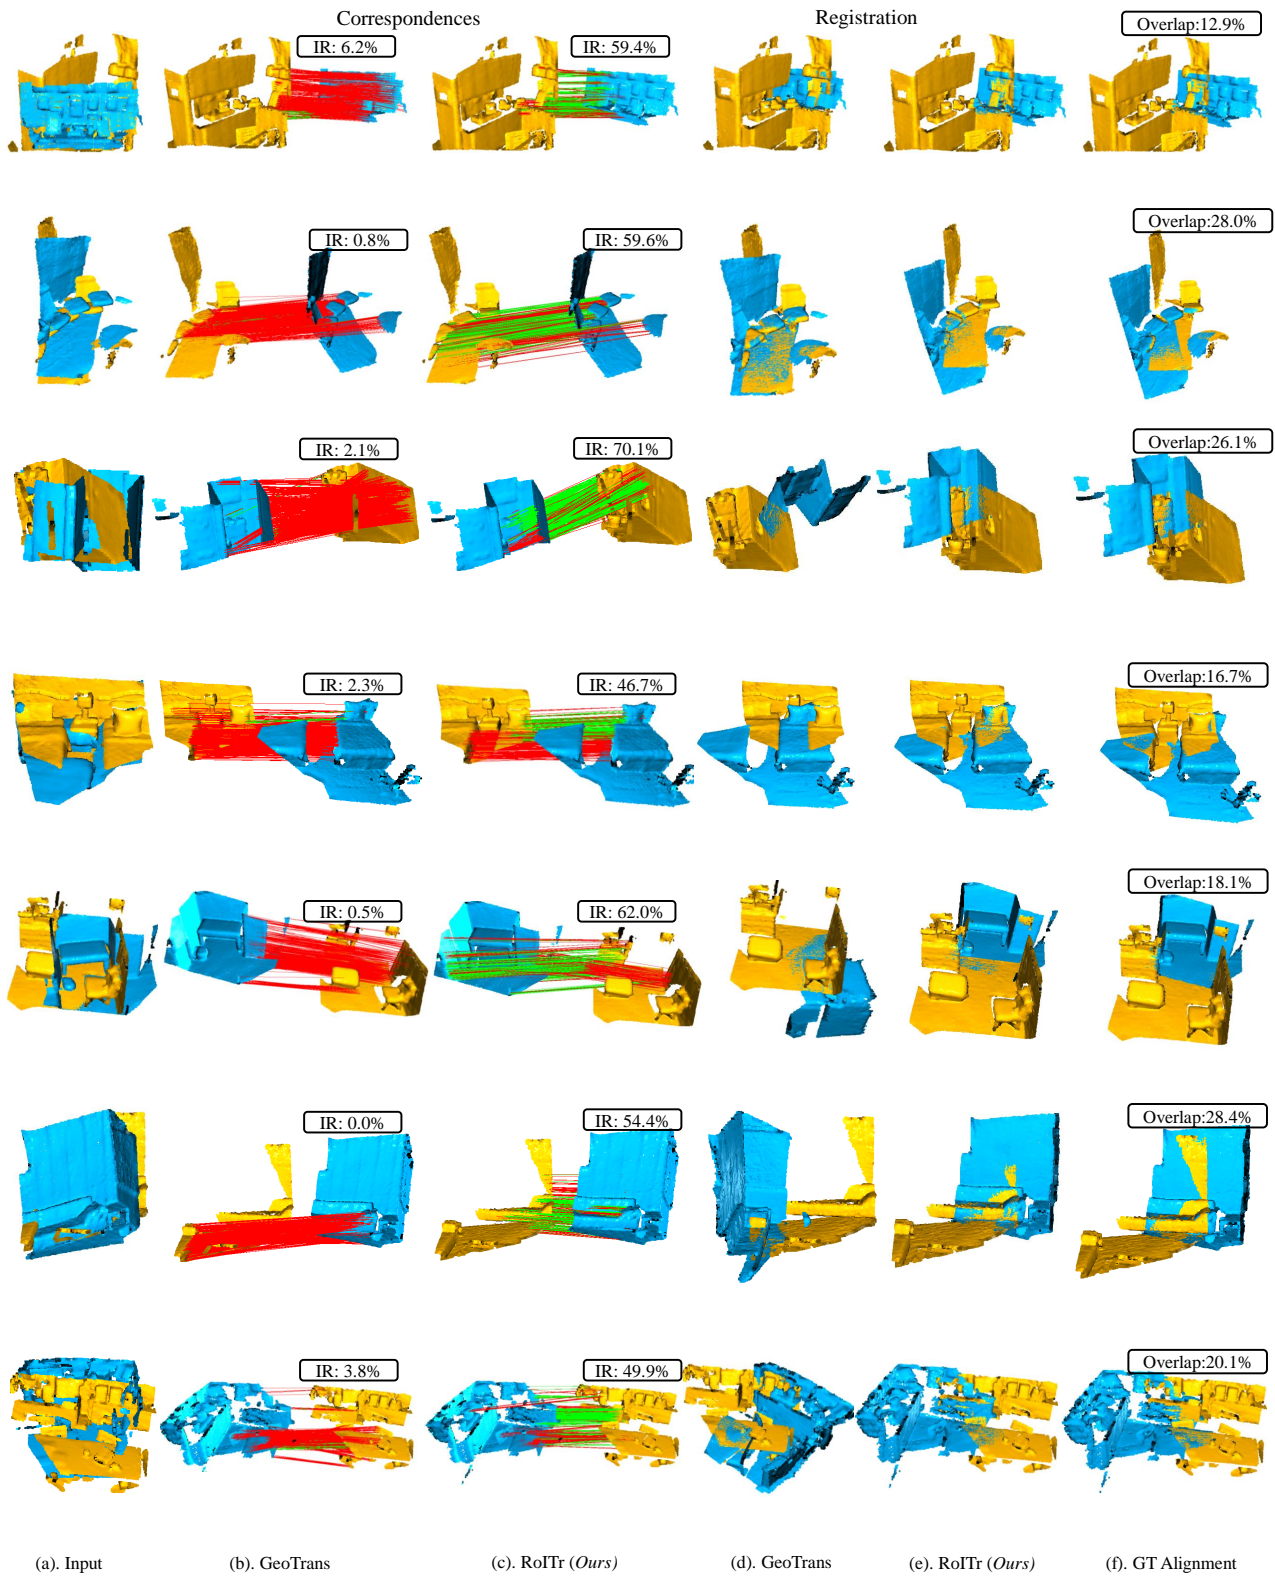 Correspondences Registration
IR: 6.2% IR: 59.4% Overlap:12.9%
IR: 0.8% IR: 59.6% Overlap:28.0%
IR: 2.1% IR: 70.1% Overlap:26.1%
IR: 2.3% IR: 46.7% Overlap:16.7%
IR: 0.5% IR: 62.0% Overlap:18.1%
IR: 0.0% IR: 54.4% Overlap:28.4%
IR: 3.8% IR: 49.9% Overlap:20.1%
(a). Input (b). GeoTrans (c). RoITr (Ours) (d). GeoTrans (e). RoITr (Ours) (f). GT Alignment